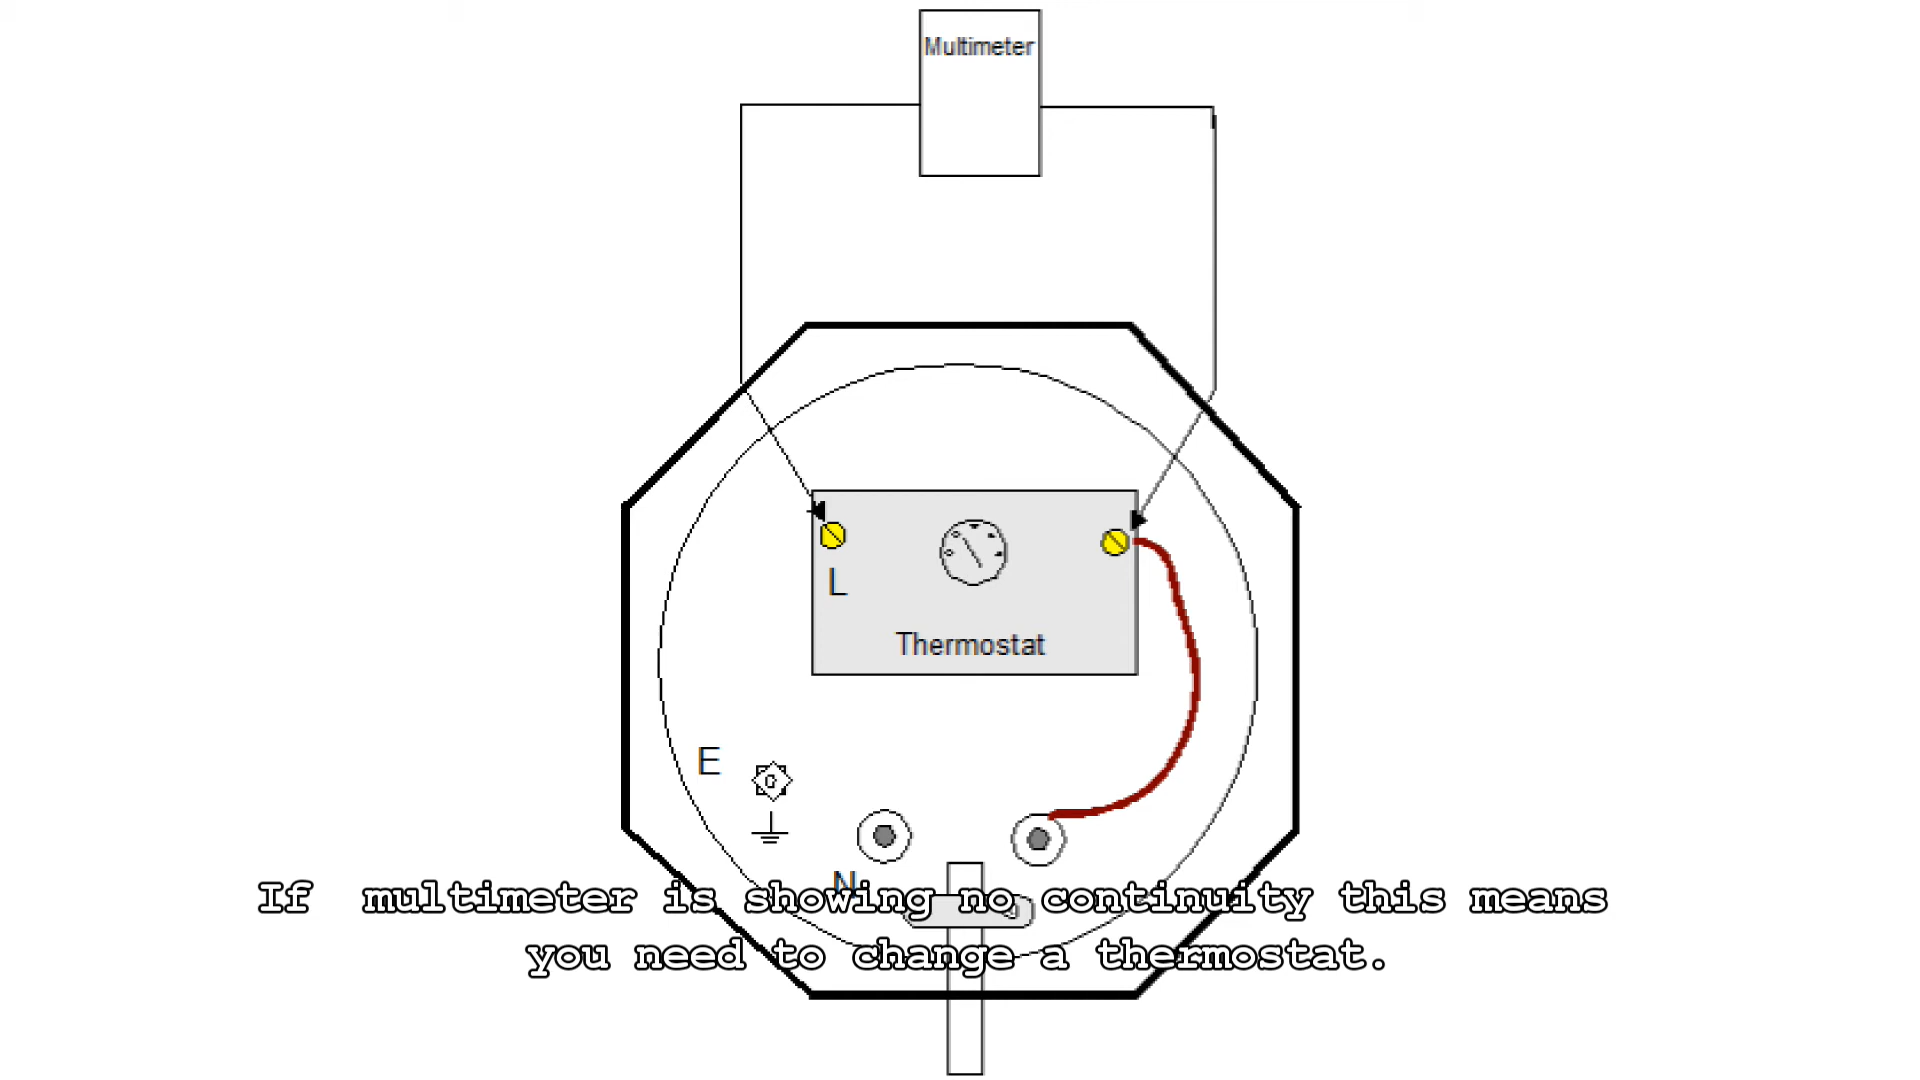 Multimeter
L
Thermostat
E
G
N
If multimeter is showing no continuity this means
you need to change a thermostat.